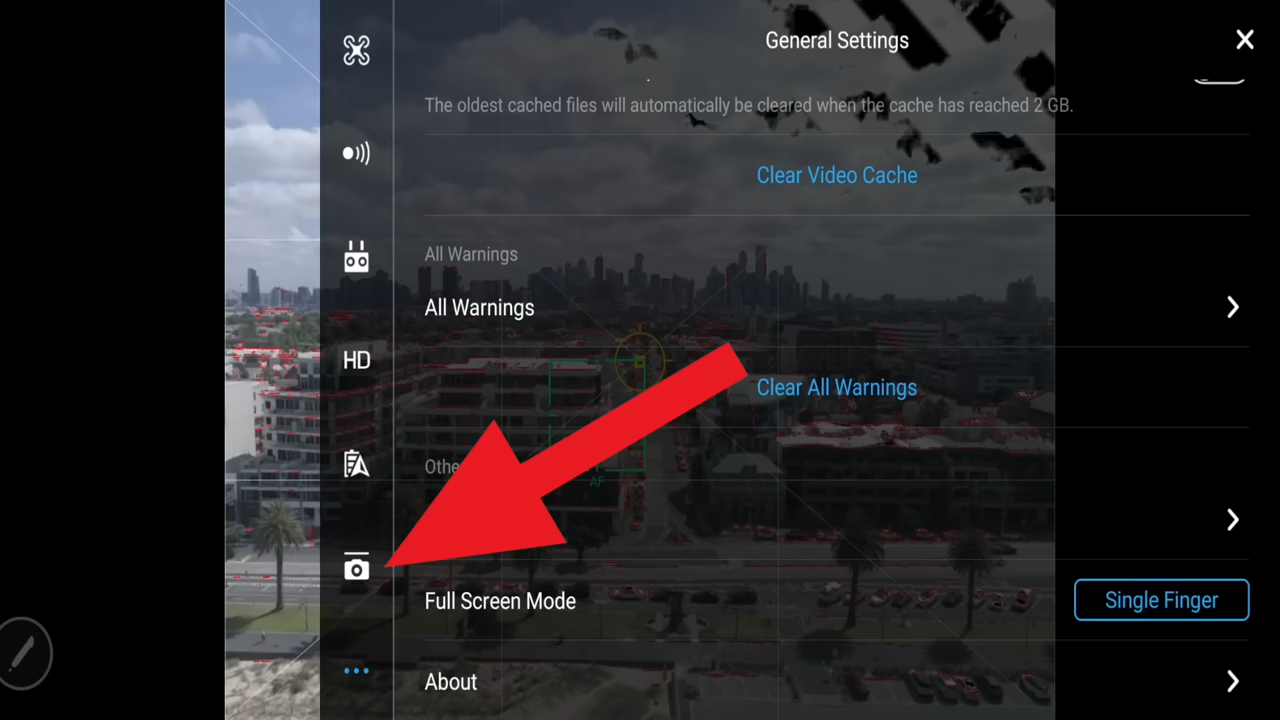 General Settings
The oldest cached files will automatically be cleared when the cache has reached 2 GB.
Clear Video Cache
All Warnings
All Warnings
HD
Clear All Warnings
AF
Full Screen Mode
Single Finger
About